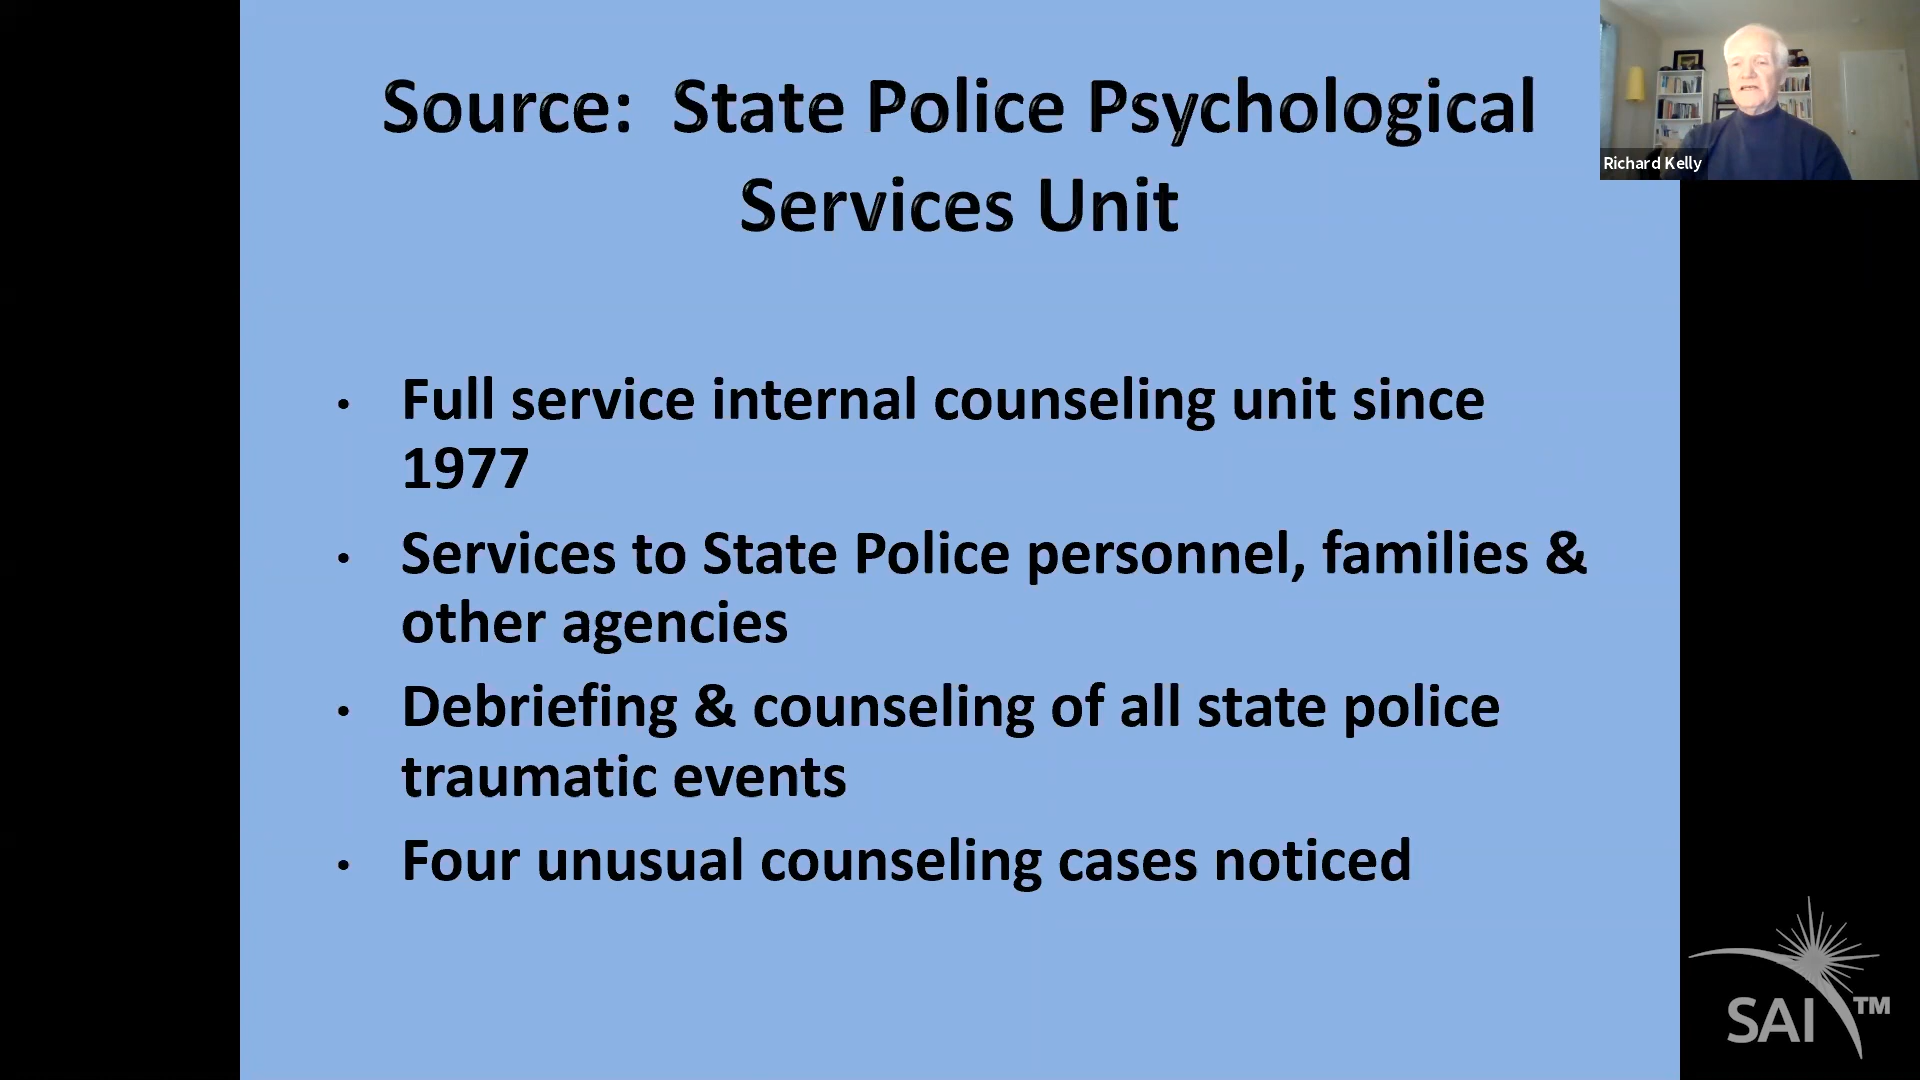 Source:  State Police Psychological
Services Unit
• Full service internal counseling unit since
1977
• Services to State Police personnel, families &
other agencies
• Debriefing & counseling of all state police
traumatic events
• Four unusual counseling cases noticed
Richard Kelly
SAI™